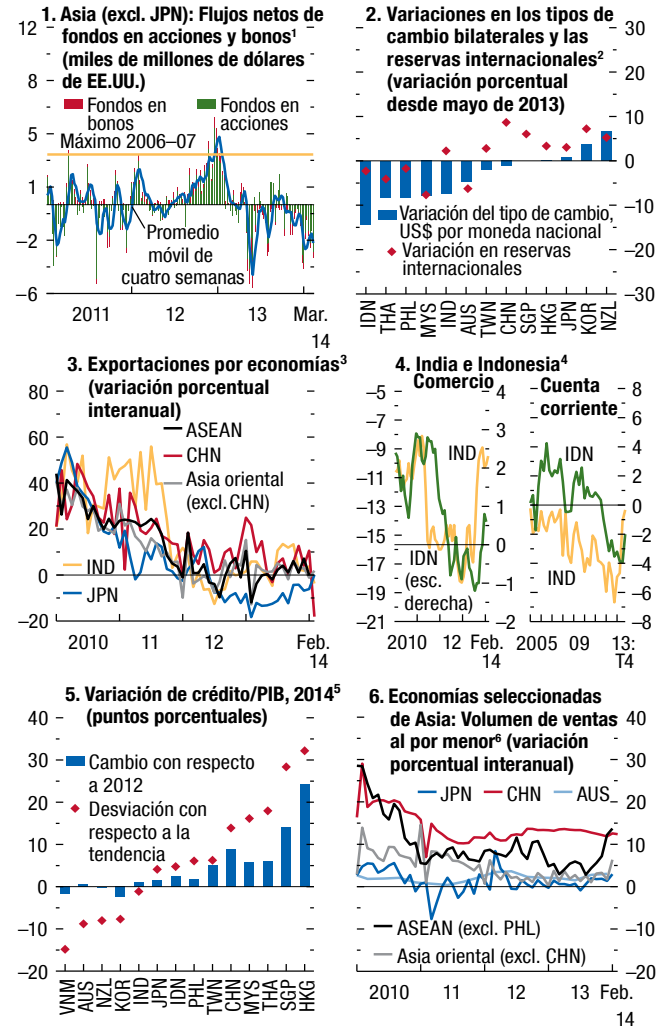 1. Asia (excl. JPN): Flujos netos de
fondos en acciones y bonos¹
(miles de millones de dólares
de EE.UU.)
12
5
1
–2
–6
Fondos en
bonos
Fondos en
acciones
Máximo 2006–07
Promedio
móvil de
cuatro semanas
2011
12
13
Mar.
14
2. Variaciones en los tipos de
cambio bilaterales y las
reservas internacionales²
(variación porcentual
desde mayo de 2013)
30
20
10
0
–10
–20
–30
Variación del tipo de cambio,
US$ por moneda nacional
Variación en reservas
internacionales
IDN
THA
PHL
MYS
IND
AUS
TWN
CHN
SGP
HKG
JPN
KOR
NZL
3. Exportaciones por economías³
(variación porcentual
interanual)
80
60
40
20
0
–20
ASEAN
CHN
Asia oriental
(excl. CHN)
IND
JPN
2010
11
12
Feb.
14
4. India e Indonesia⁴
Comercio
–5
–7
–9
–11
–13
–15
–17
–19
–21
4
3
2
1
0
–1
–2
IND
IDN
(esc.
derecha)
2010
12
Feb.
14
Cuenta
corriente
8
6
4
2
0
–2
–4
–6
–8
IDN
IND
2005
09
13:
T4
5. Variación de crédito/PIB, 2014⁵
(puntos porcentuales)
40
30
20
10
0
–10
–20
Cambio con respecto
a 2012
Desviación con
respecto a la
tendencia
VNM
AUS
NZL
KOR
IND
JPN
IDN
PHL
TWN
CHN
MYS
THA
SGP
HKG
6. Economías seleccionadas
de Asia: Volumen de ventas
al por menor⁶ (variación
porcentual interanual)
40
30
20
10
0
–10
–20
JPN
CHN
AUS
ASEAN (excl. PHL)
Asia oriental (excl. CHN)
2010
11
12
13
Feb.
14